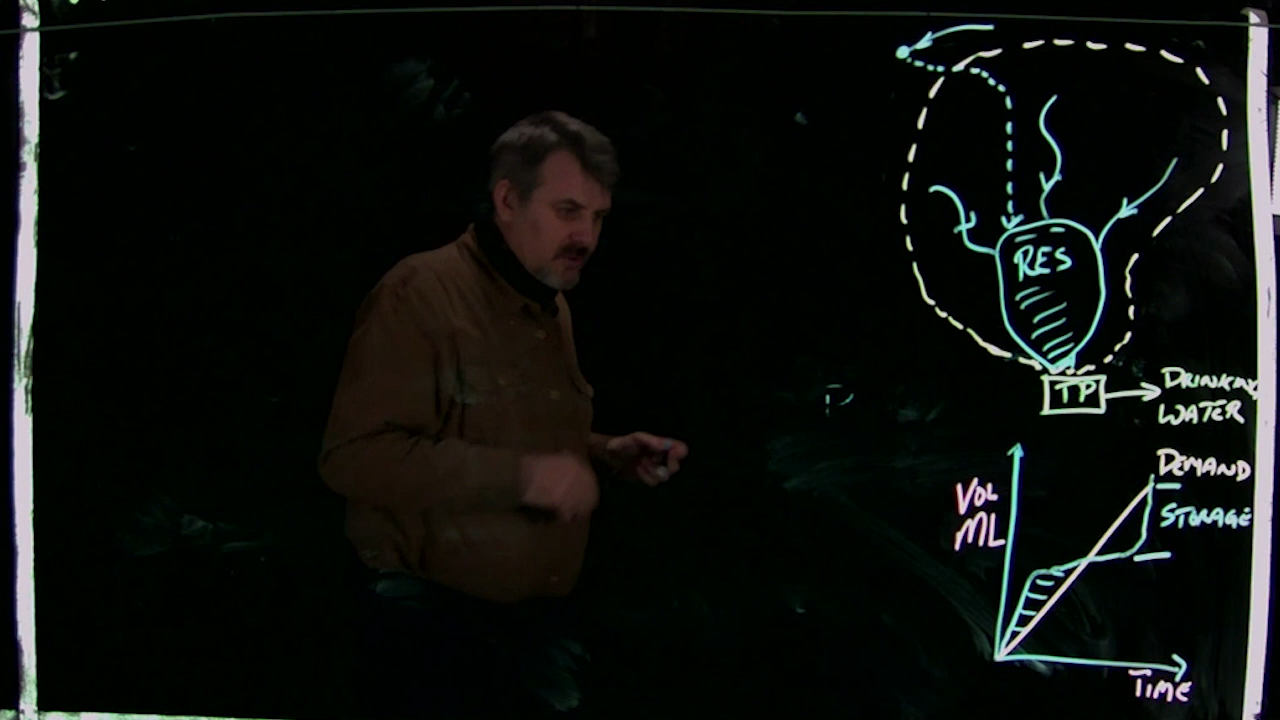 RES
TP
DRINKING
WATER
DEMAND
VOL
ML
STORAGE
TIME